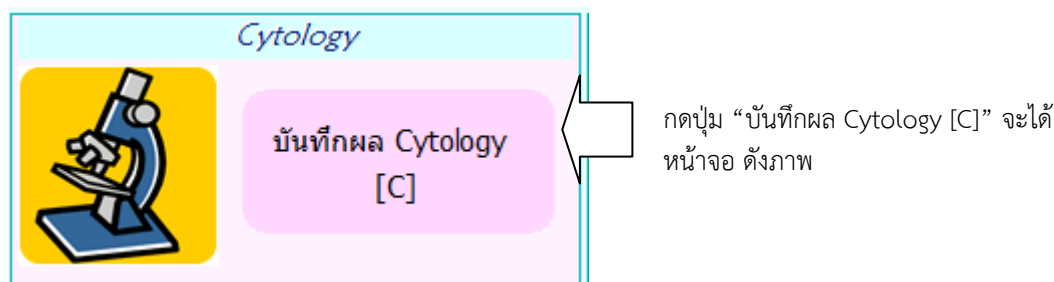 Cytology
บันทึกผล Cytology
[C]
กดปุ่ม “บันทึกผล Cytology [C]” จะได้
หน้าจอ ดังภาพ